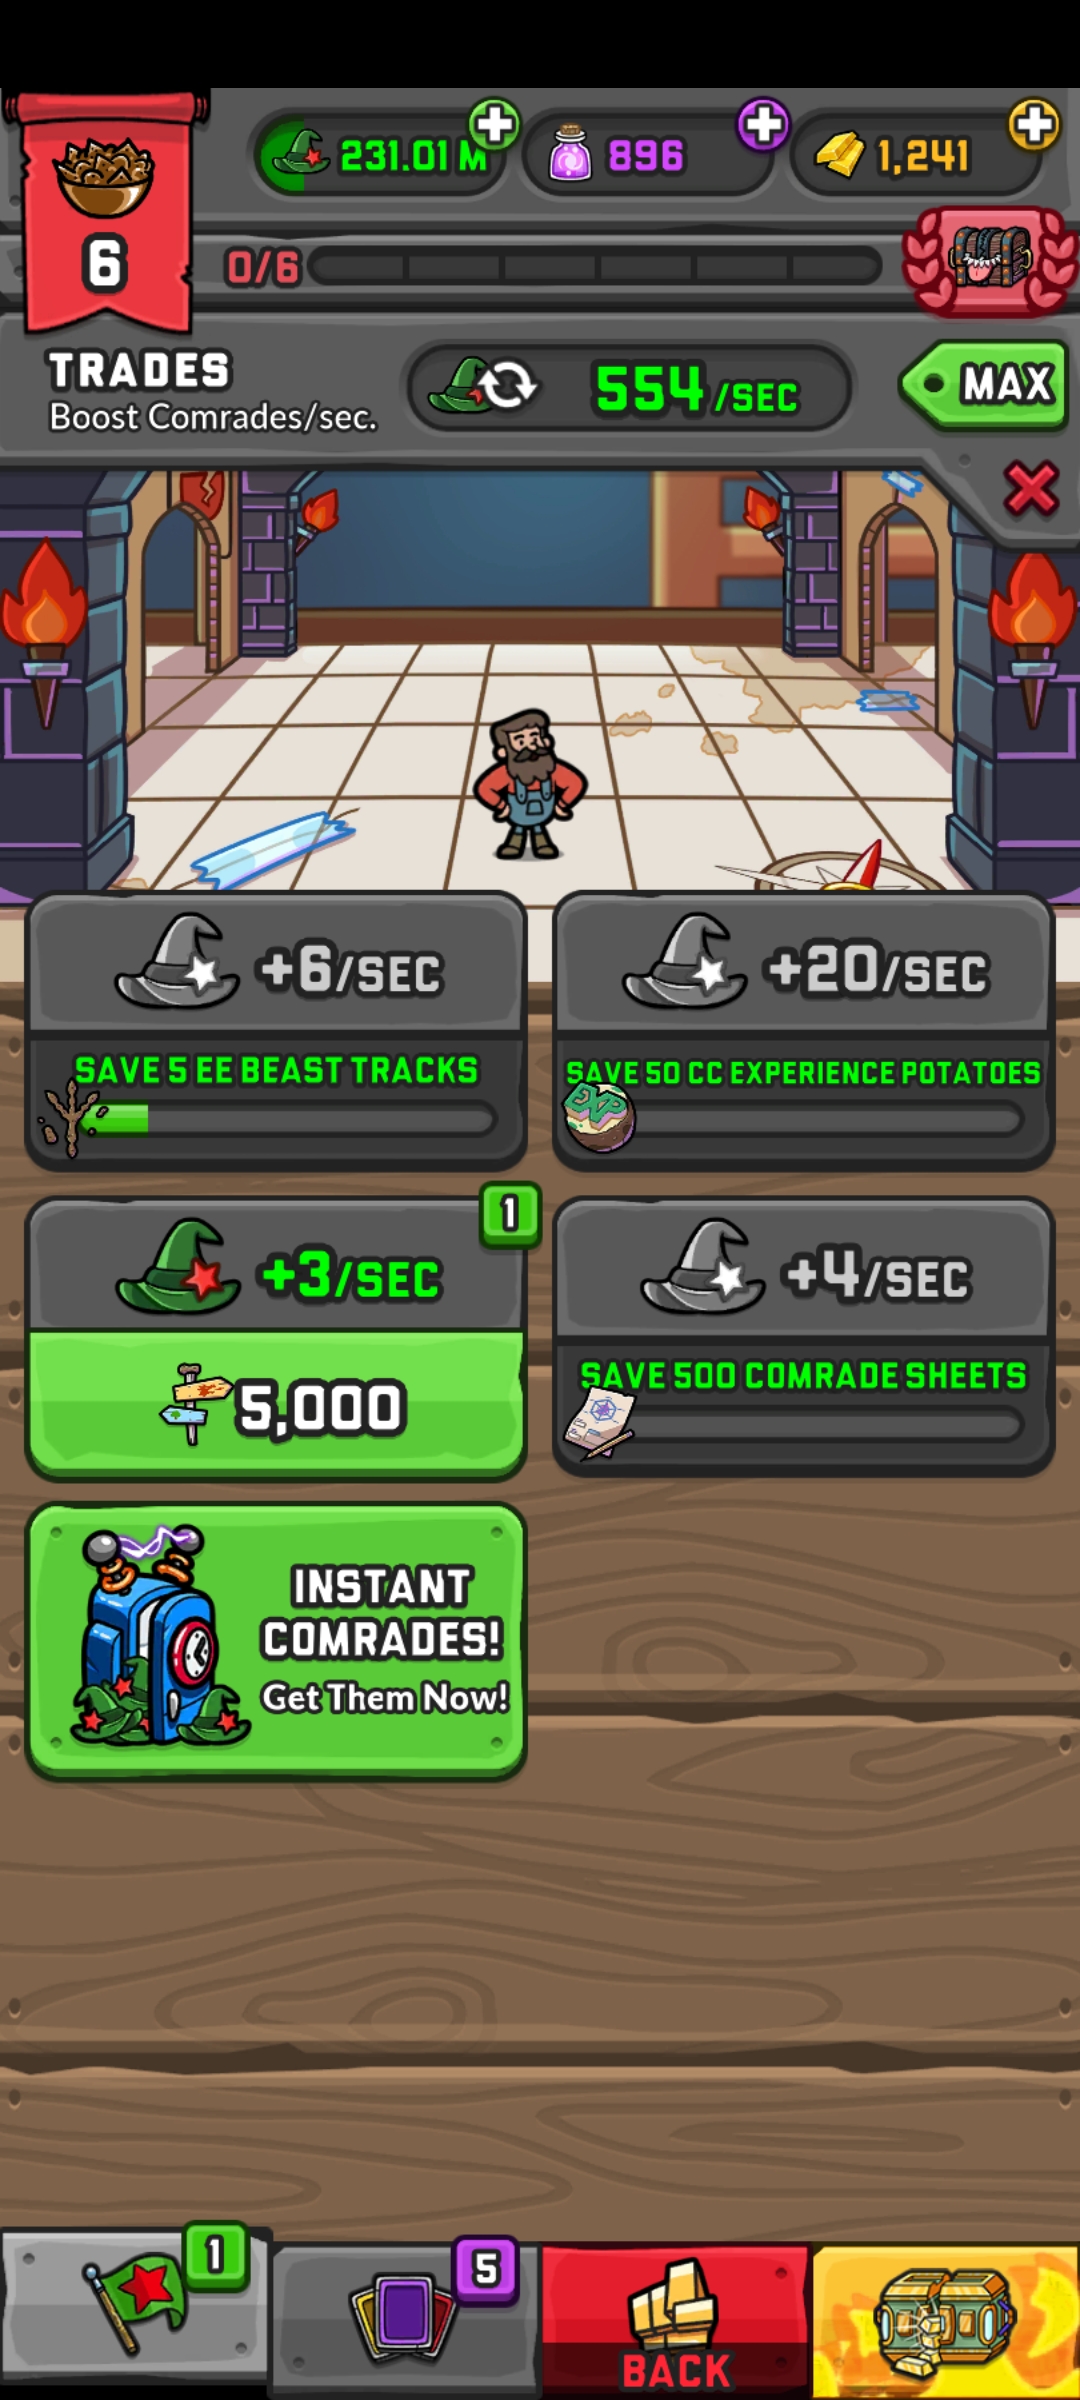 231.01 M
896
1,241
6
0/6
TRADES
Boost Comrades/sec.
554/SEC
MAX
+6/SEC
+20/SEC
SAVE 5 EE BEAST TRACKS
SAVE 50 CC EXPERIENCE POTATOES
EXP
1
+3/SEC
+4/SEC
5,000
SAVE 500 COMRADE SHEETS
INSTANT
COMRADES!
Get Them Now!
1
5
BACK